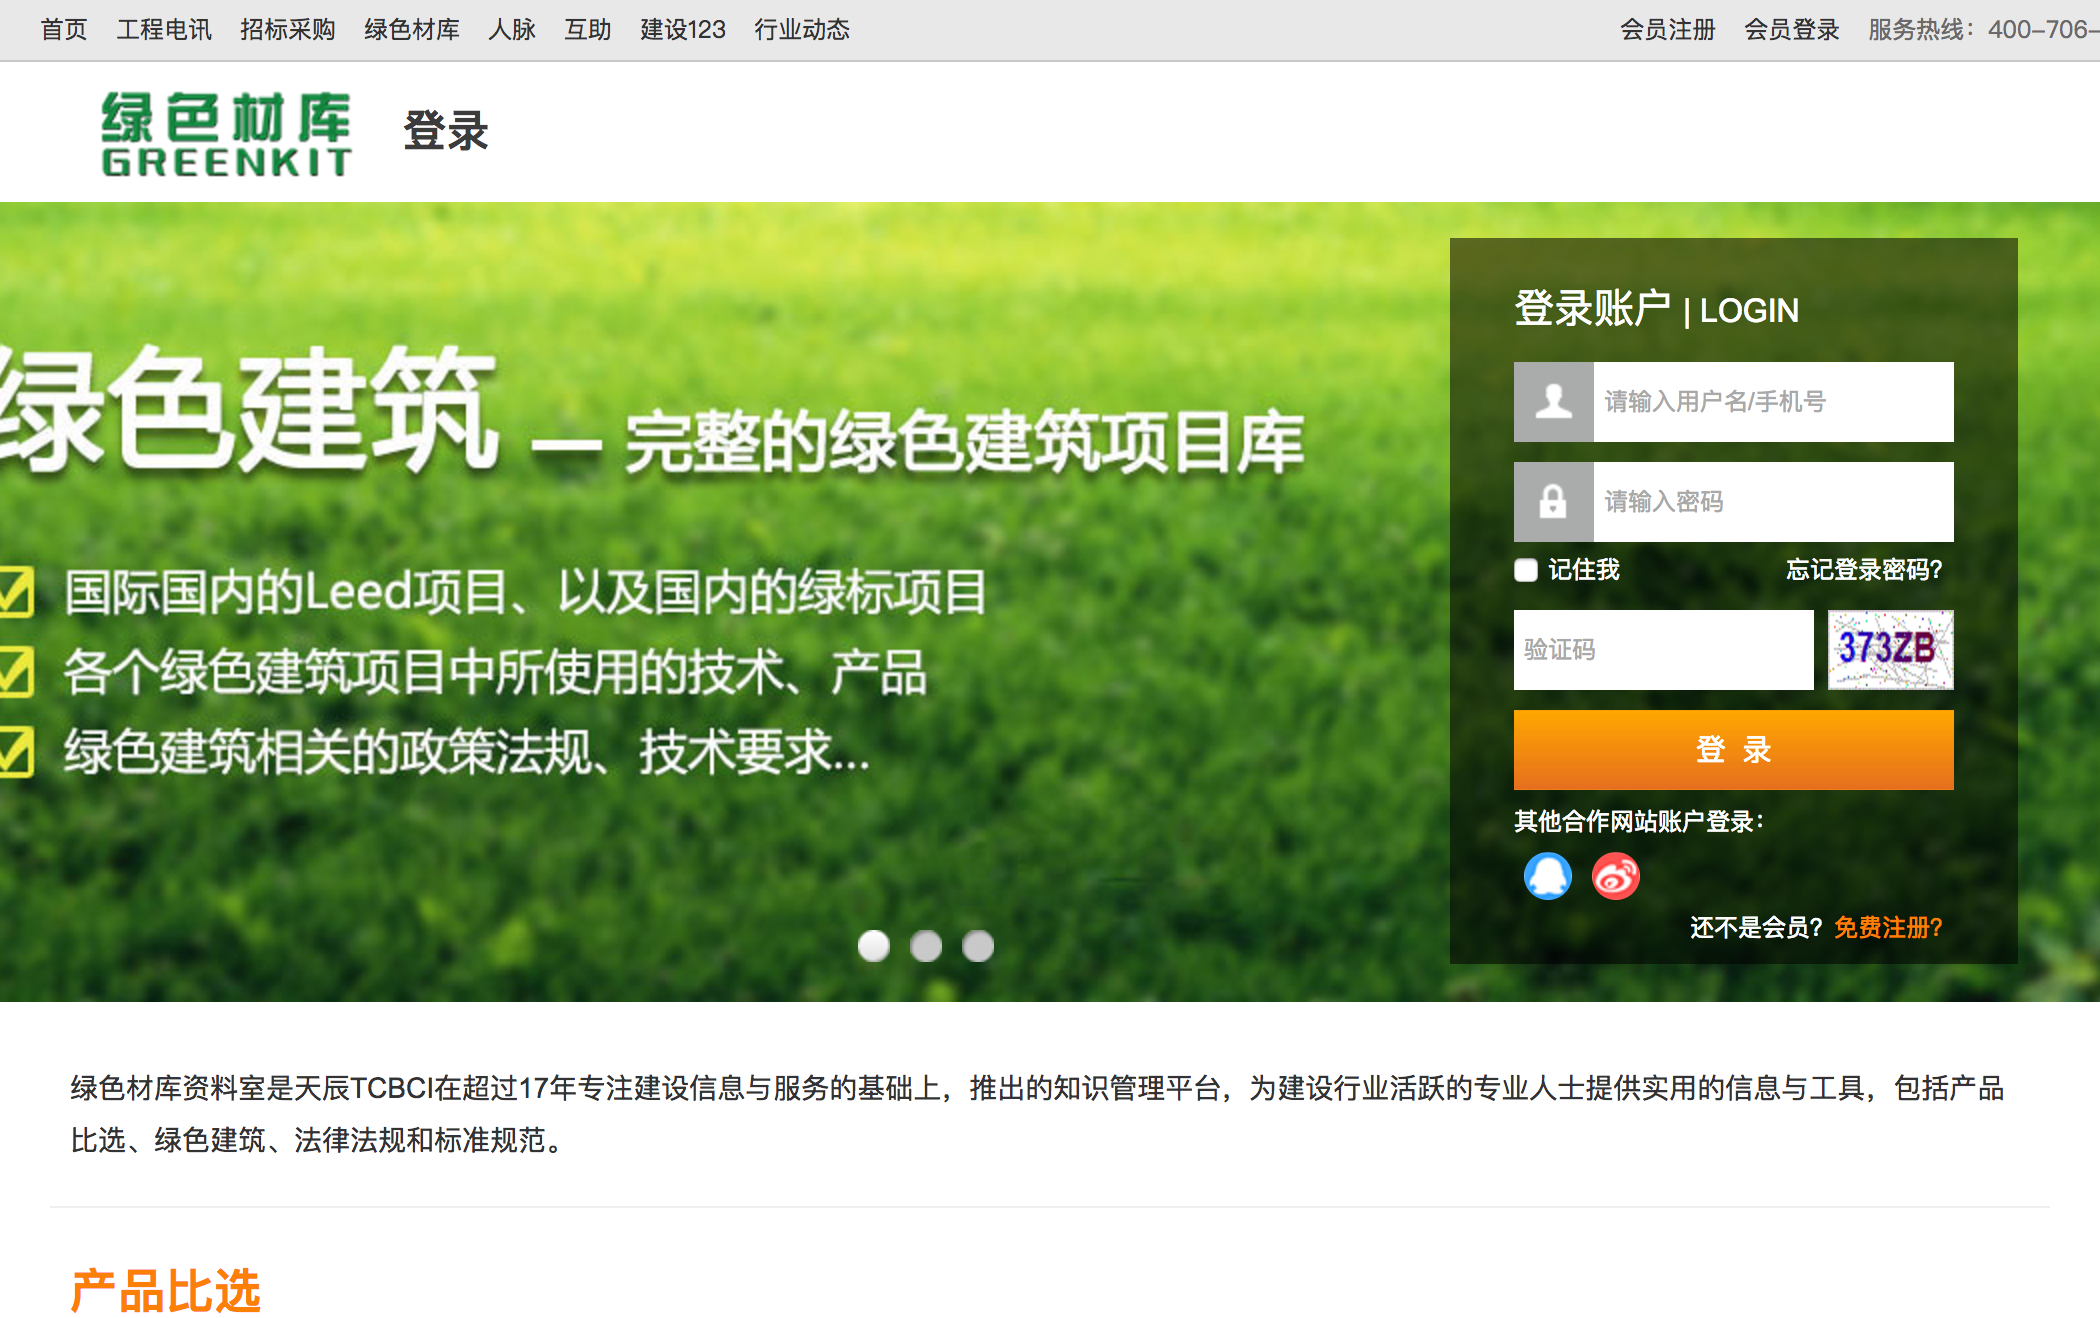 首页 工程电讯 招标采购 绿色材库 人脉 互助 建设123 行业动态 会员注册 会员登录 服务热线：400-706-
绿色材库
GREENKIT
登录
绿色建筑 — 完整的绿色建筑项目库
国际国内的Leed项目、以及国内的绿标项目
各个绿色建筑项目中所使用的技术、产品
绿色建筑相关的政策法规、技术要求...
登录账户 | LOGIN
请输入用户名/手机号
请输入密码
记住我 忘记登录密码?
验证码 373ZB
登 录
其他合作网站账户登录：
还不是会员？免费注册?
绿色材库资料室是天辰TCBCI在超过17年专注建设信息与服务的基础上，推出的知识管理平台，为建设行业活跃的专业人士提供实用的信息与工具，包括产品
比选、绿色建筑、法律法规和标准规范。
产品比选